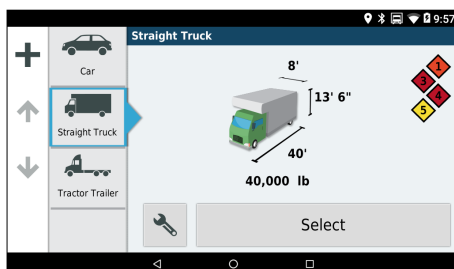 9:57
Straight Truck
Car
Straight Truck
Tractor Trailer
8'
13' 6"
40'
40,000 lb
1
3
4
5
Select